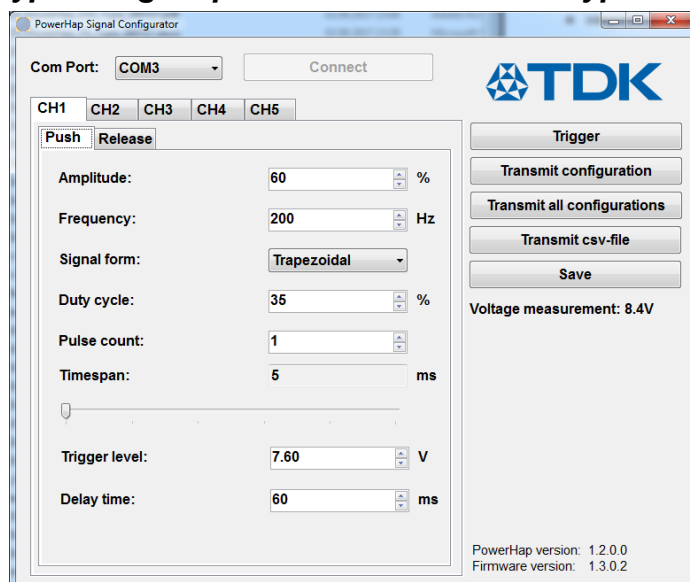 PowerHap Signal Configurator
Com Port: COM3 Connect
TDK
CH1 CH2 CH3 CH4 CH5
Push Release
Trigger
Amplitude: 60 %
Transmit configuration
Transmit all configurations
Frequency: 200 Hz
Transmit csv-file
Signal form: Trapezoidal
Save
Duty cycle: 35 %
Voltage measurement: 8.4V
Pulse count: 1
Timespan: 5 ms
Trigger level: 7.60 V
Delay time: 60 ms
PowerHap version: 1.2.0.0
Firmware version: 1.3.0.2